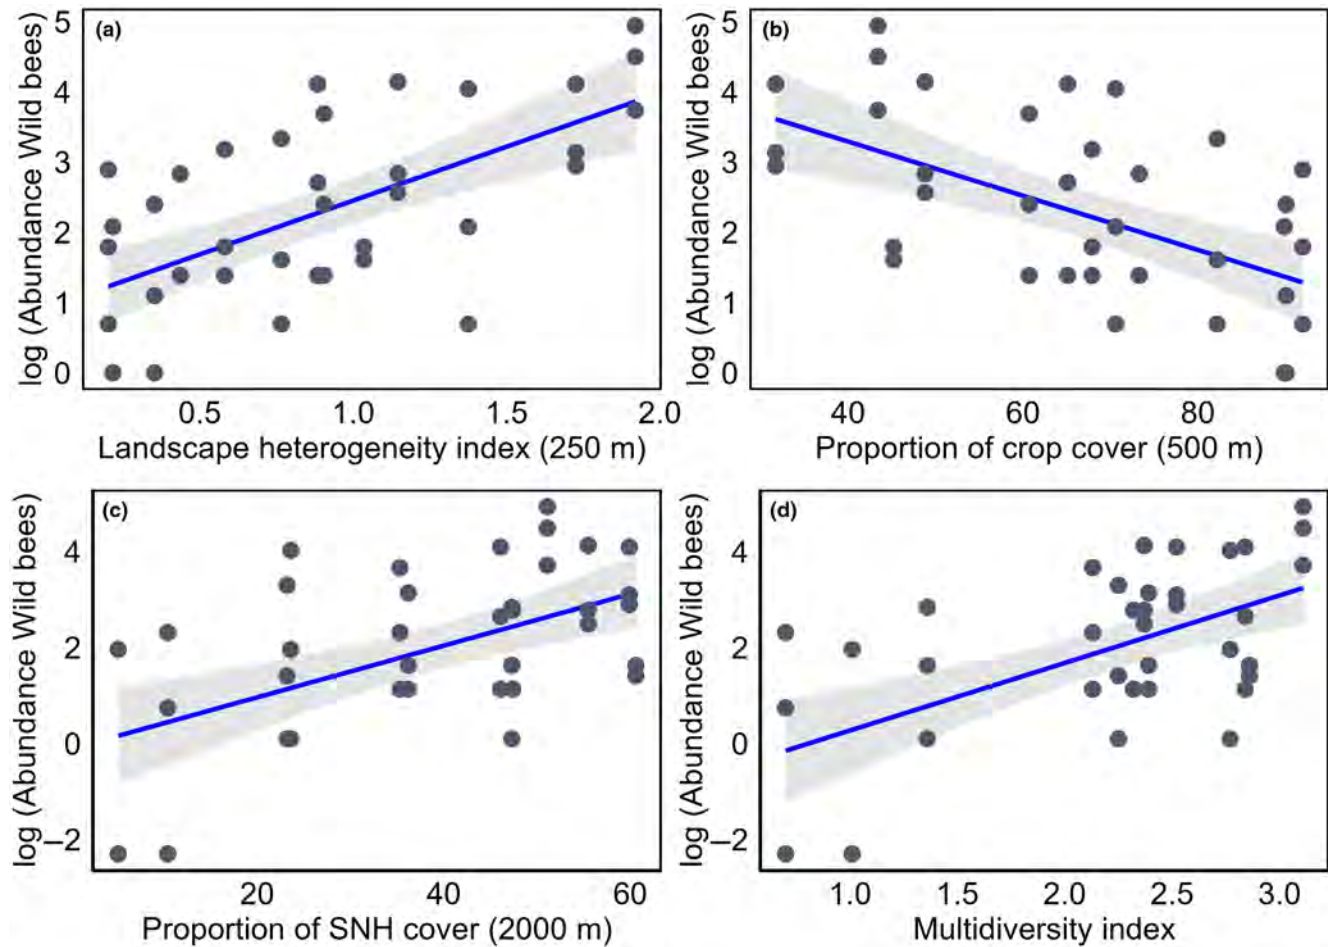 (a)
log (Abundance Wild bees)
5
4
3
2
1
0
0.5 1.0 1.5 2.0
Landscape heterogeneity index (250 m)
(b)
log (Abundance Wild bees)
5
4
3
2
1
0
40 60 80
Proportion of crop cover (500 m)
(c)
log (Abundance Wild bees)
4
2
0
–2
20 40 60
Proportion of SNH cover (2000 m)
(d)
log (Abundance Wild bees)
4
2
0
–2
1.0 1.5 2.0 2.5 3.0
Multidiversity index